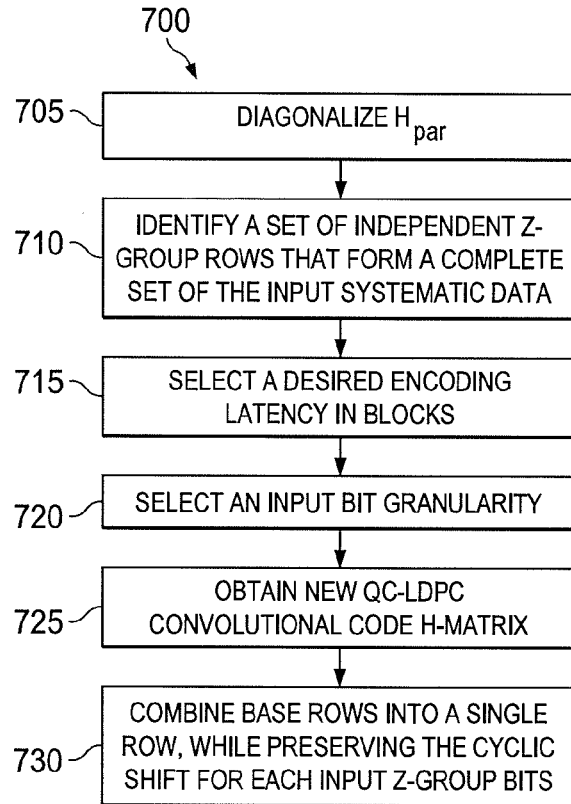 700
705
DIAGONALIZE Hpar
710
IDENTIFY A SET OF INDEPENDENT Z-
GROUP ROWS THAT FORM A COMPLETE
SET OF THE INPUT SYSTEMATIC DATA
715
SELECT A DESIRED ENCODING
LATENCY IN BLOCKS
720
SELECT AN INPUT BIT GRANULARITY
725
OBTAIN NEW QC-LDPC
CONVOLUTIONAL CODE H-MATRIX
730
COMBINE BASE ROWS INTO A SINGLE
ROW, WHILE PRESERVING THE CYCLIC
SHIFT FOR EACH INPUT Z-GROUP BITS